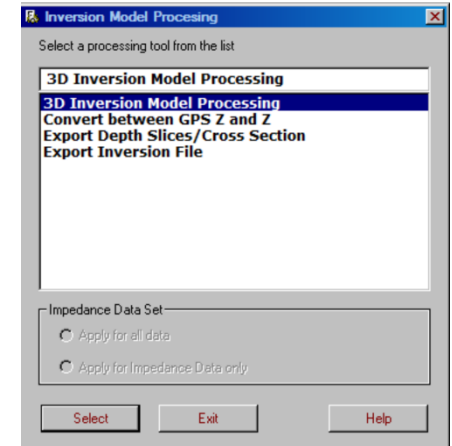 Inversion Model Procesing
Select a processing tool from the list
3D Inversion Model Processing
3D Inversion Model Processing
Convert between GPS Z and Z
Export Depth Slices/Cross Section
Export Inversion File
Impedance Data Set
Apply for all data
Apply for Impedance Data only
Select Exit Help